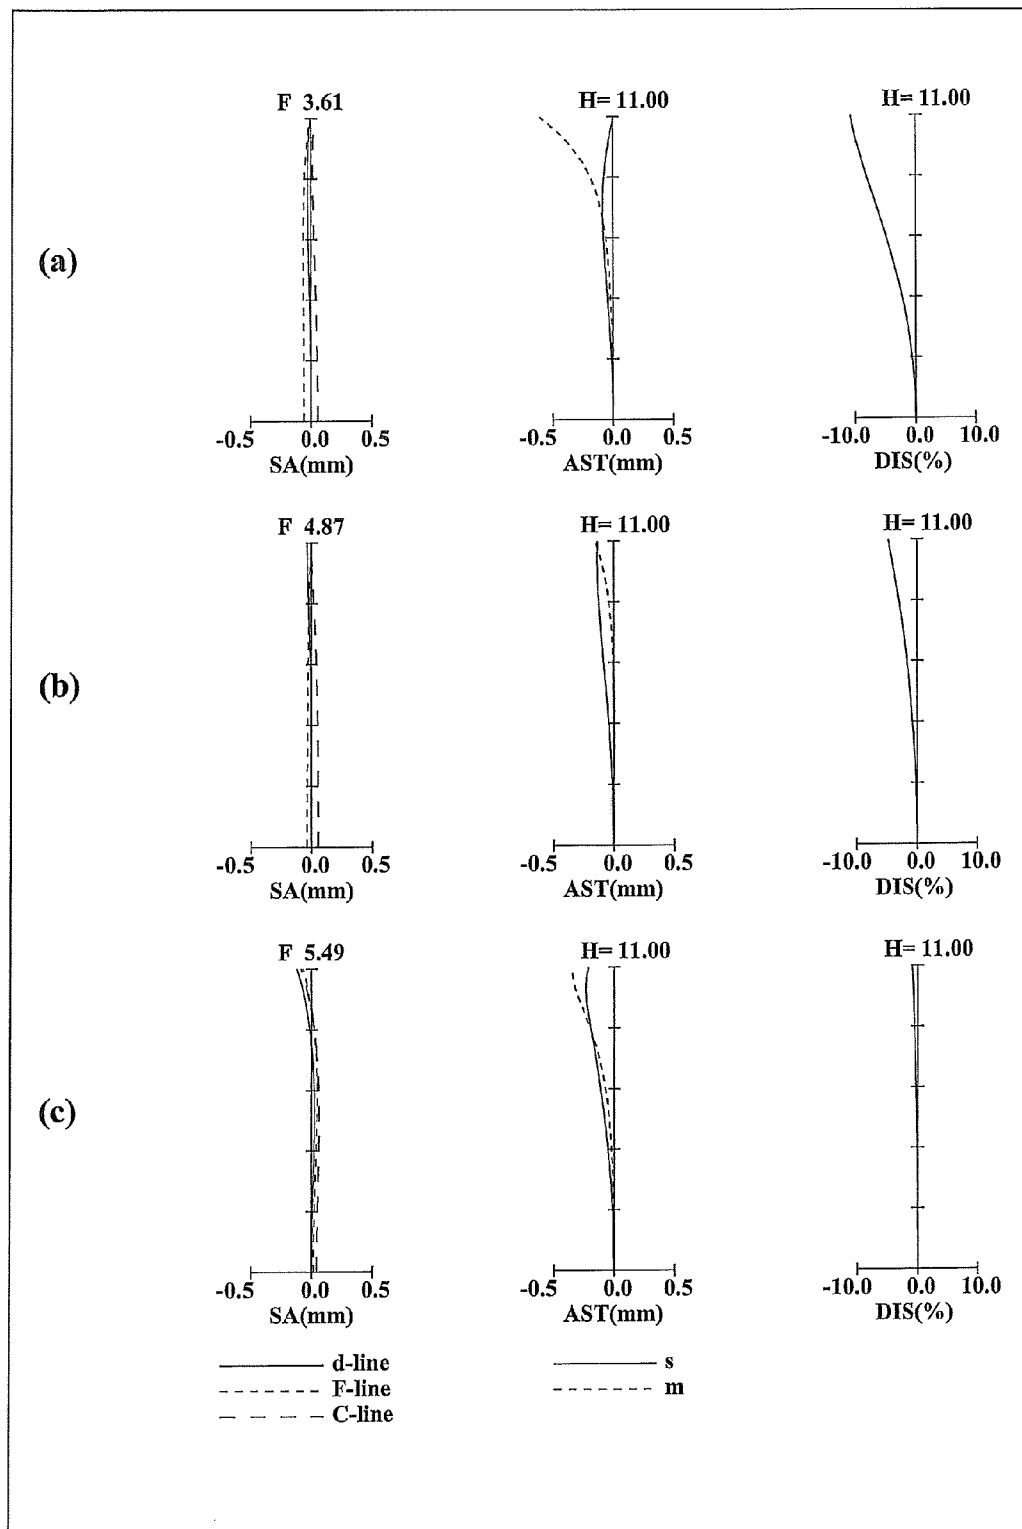 F 3.61
H= 11.00
H= 11.00
(a)
-0.5 0.0 0.5
SA(mm)
-0.5 0.0 0.5
AST(mm)
-10.0 0.0 10.0
DIS(%)
F 4.87
H= 11.00
H= 11.00
(b)
-0.5 0.0 0.5
SA(mm)
-0.5 0.0 0.5
AST(mm)
-10.0 0.0 10.0
DIS(%)
F 5.49
H= 11.00
H= 11.00
(c)
-0.5 0.0 0.5
SA(mm)
-0.5 0.0 0.5
AST(mm)
-10.0 0.0 10.0
DIS(%)
d-line
F-line
C-line
s
m